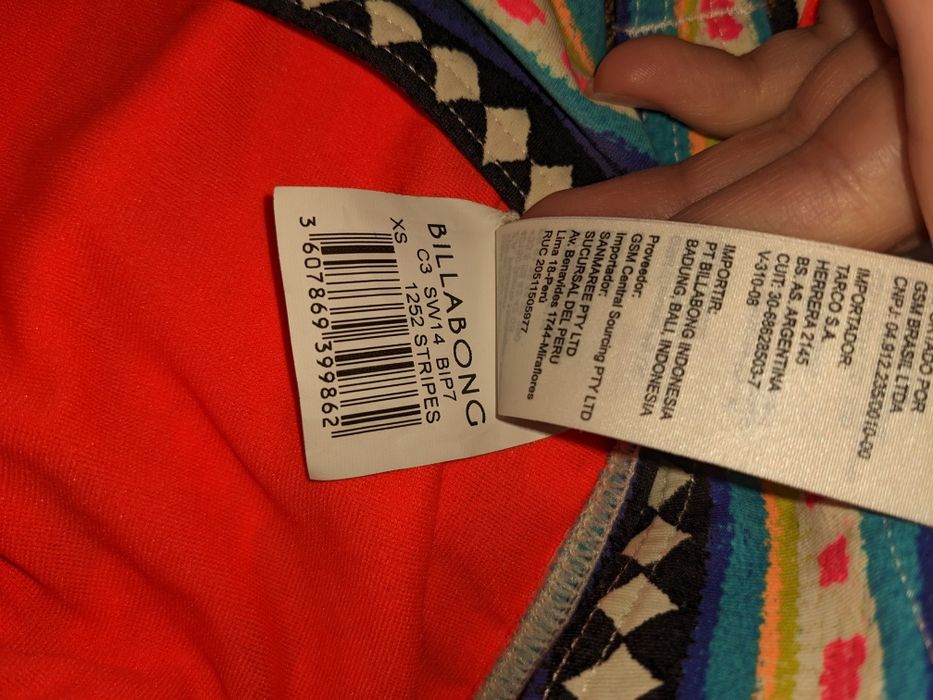 BILLABONG
C3 SW14 BIP7
1252 STRIPES
XS
3 607869 399862
GSM BRASIL LTDA
CNPJ: 04.912.235/0010-00
IMPORTADOR
TARCO S.A.
HERRERA 2145
BS. AS. ARGENTINA
CUIT: 30-68628503-7
V-310-08
IMPORTIR:
PT BILLABONG INDONESIA
BADUNG, BALI, INDONESIA
Proveedor:
GSM Central Sourcing PTY LTD
Importador:
SANMAREE PTY LTD
SUCURSAL DEL PERU
Av. Benavides 1744-Miraflores
Lima 18-Perú
RUC 20511505977